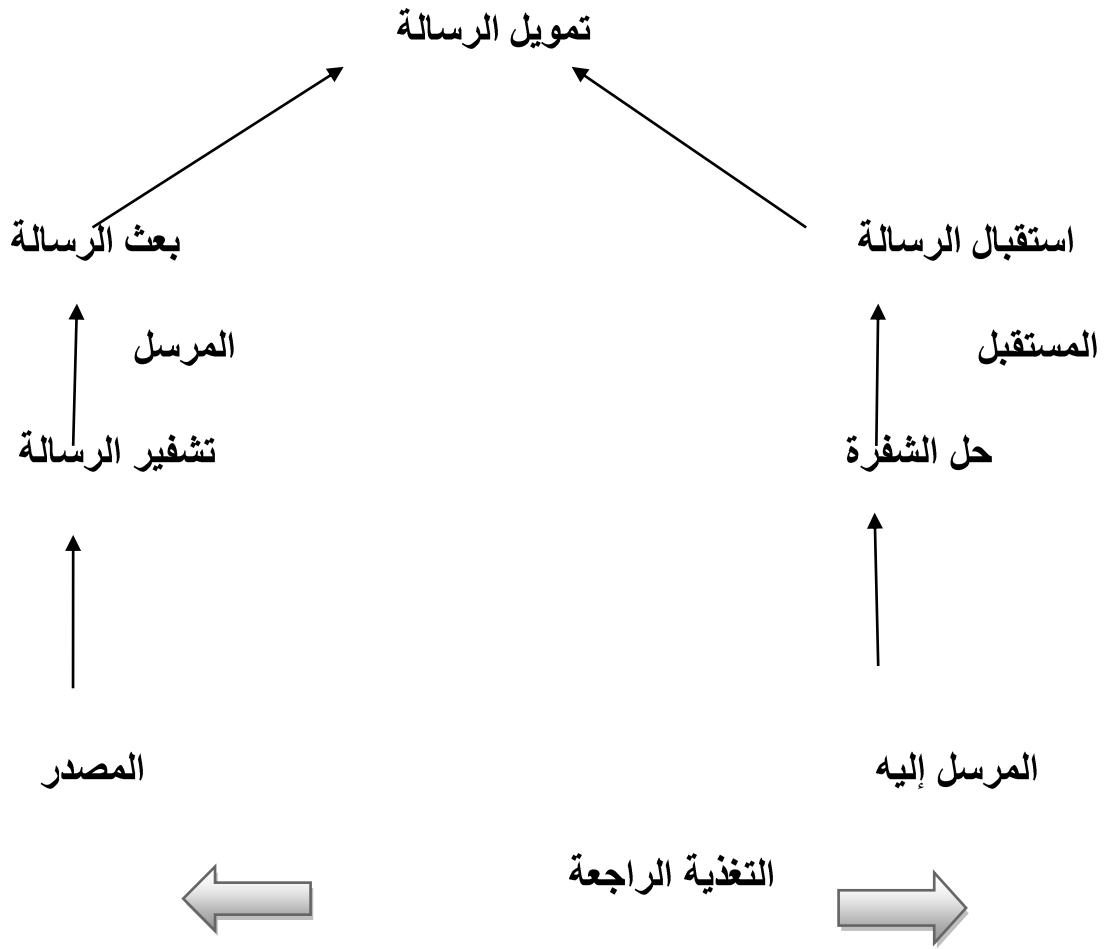 تمويل الرسالة
استقبال الرسالة
بعث الرسالة
المستقبل
المرسل
حل الشفرة
تشفير الرسالة
المرسل إليه
المصدر
التغذية الراجعة